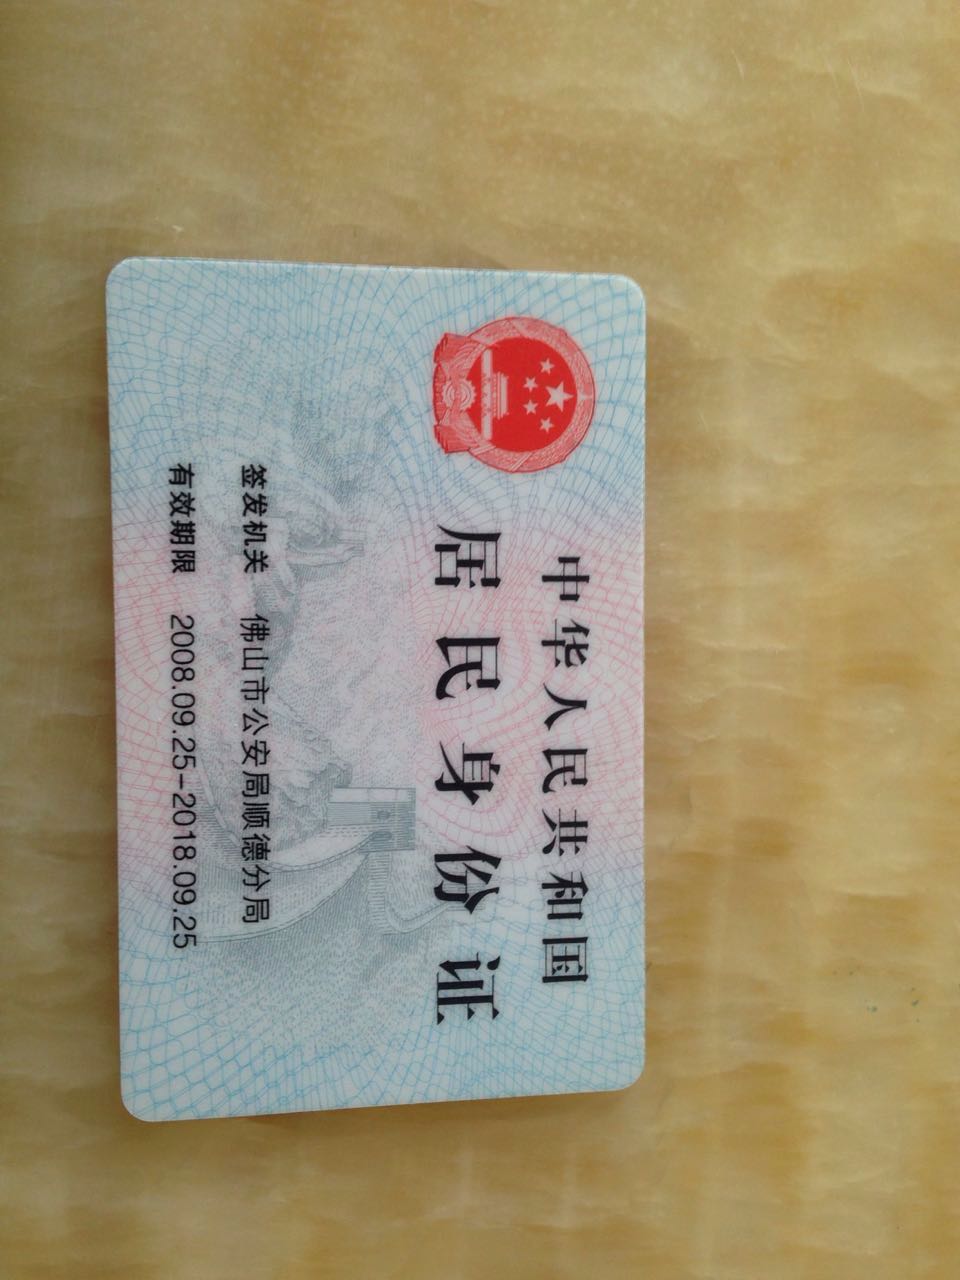 中华人民共和国
居民身份证
签发机关 佛山市公安局顺德分局
有效期限 2008.09.25-2018.09.25